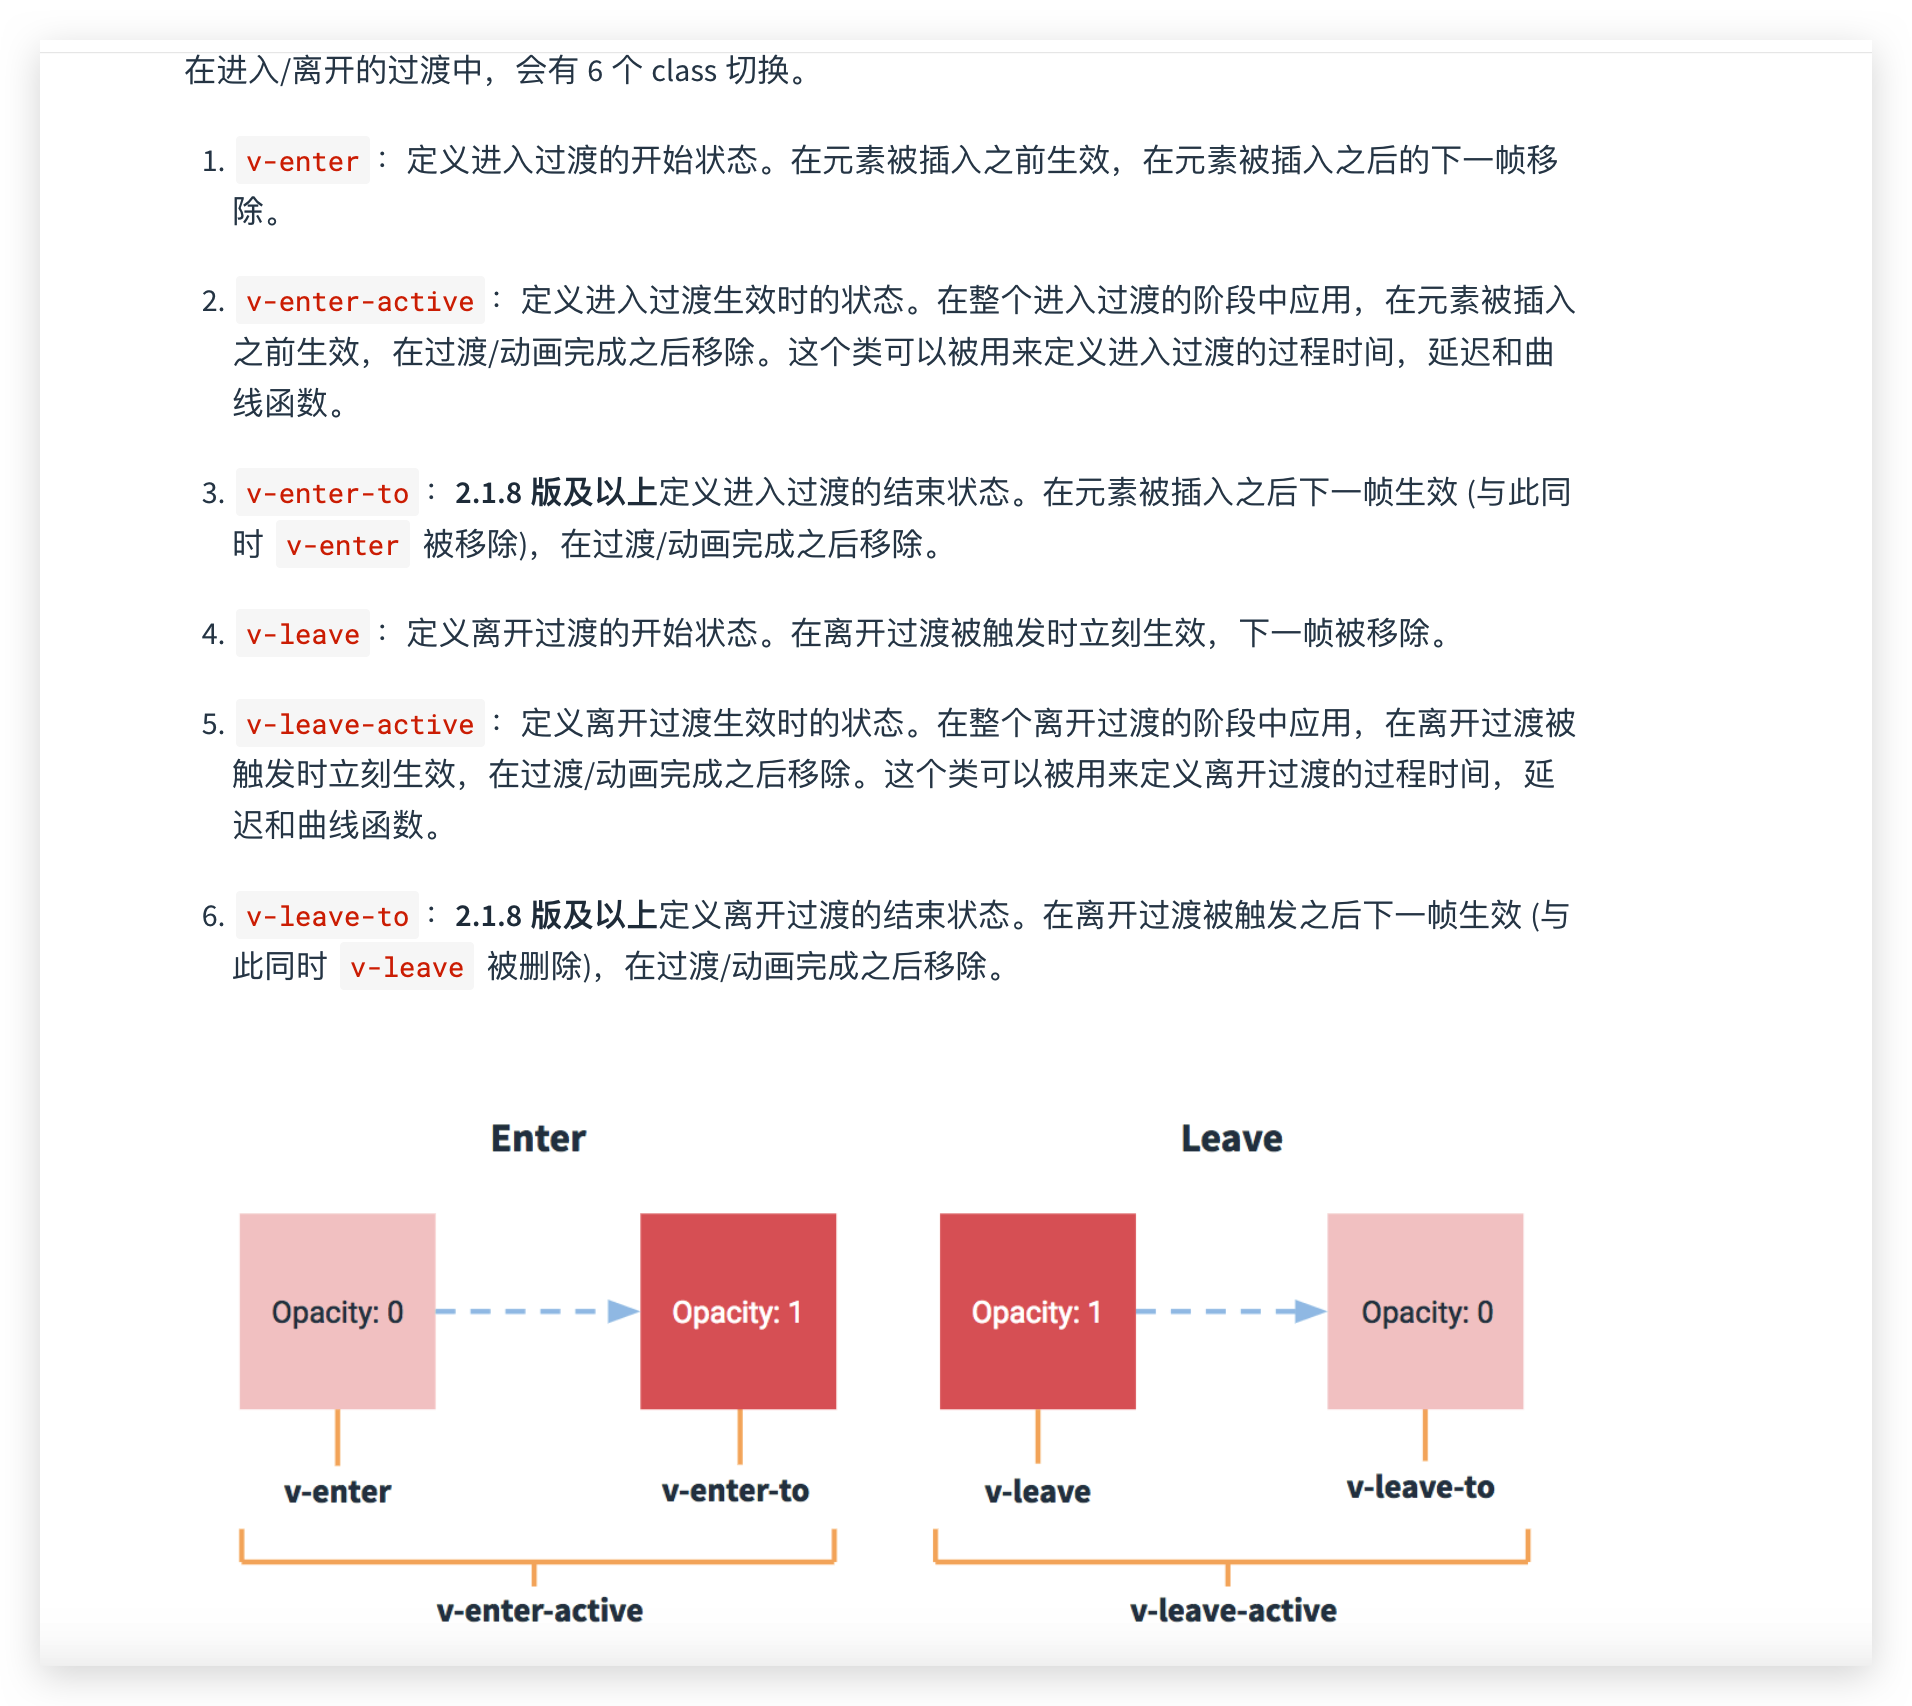 在进入/离开的过渡中，会有 6 个 class 切换。
1. v-enter： 定义进入过渡的开始状态。在元素被插入之前生效，在元素被插入之后的下一帧移
除。
2. v-enter-active： 定义进入过渡生效时的状态。在整个进入过渡的阶段中应用，在元素被插入
之前生效，在过渡/动画完成之后移除。这个类可以被用来定义进入过渡的过程时间，延迟和曲
线函数。
3. v-enter-to： 2.1.8 版及以上定义进入过渡的结束状态。在元素被插入之后下一帧生效 (与此同
时 v-enter 被移除)，在过渡/动画完成之后移除。
4. v-leave： 定义离开过渡的开始状态。在离开过渡被触发时立刻生效，下一帧被移除。
5. v-leave-active： 定义离开过渡生效时的状态。在整个离开过渡的阶段中应用，在离开过渡被
触发时立刻生效，在过渡/动画完成之后移除。这个类可以被用来定义离开过渡的过程时间，延
迟和曲线函数。
6. v-leave-to： 2.1.8 版及以上定义离开过渡的结束状态。在离开过渡被触发之后下一帧生效 (与
此同时 v-leave 被删除)，在过渡/动画完成之后移除。
Enter
Leave
Opacity: 0
Opacity: 1
Opacity: 1
Opacity: 0
v-enter
v-enter-to
v-leave
v-leave-to
v-enter-active
v-leave-active